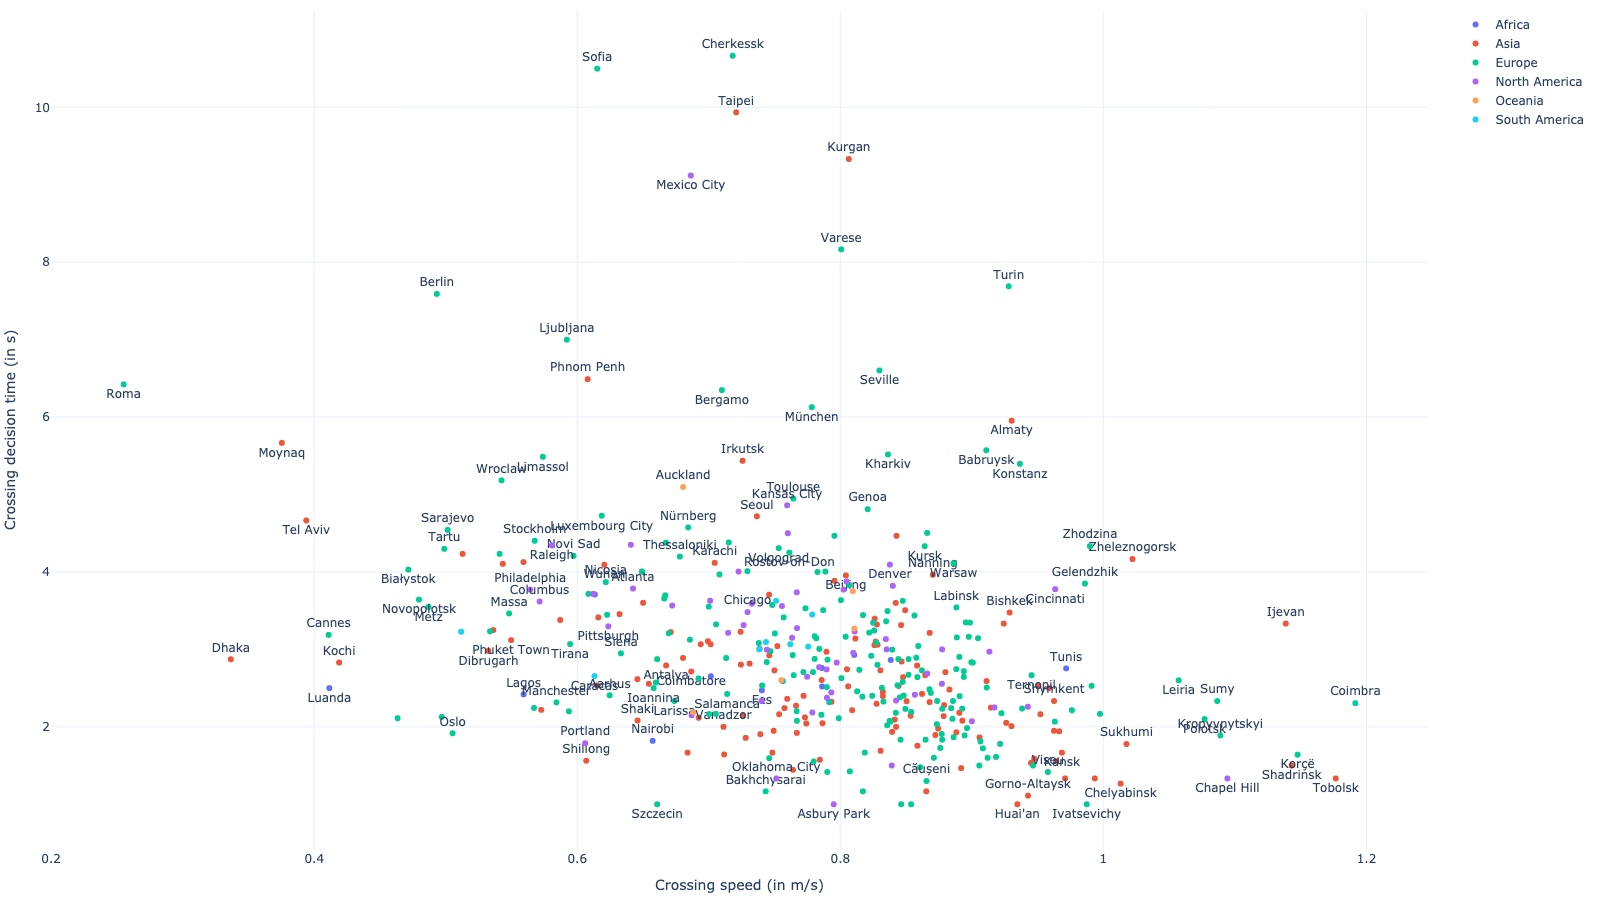 Africa
Asia
Europe
North America
Oceania
South America
Cherkessk
Sofia
Taipei
10
Kurgan
Mexico City
Varese
8
Turin
Berlin
Ljubljana
Phnom Penh
Seville
Roma
Bergamo
6
München
Almaty
Irkutsk
Moynaq
Babruysk
Kharkiv
Wroclaw
Limassol
Konstanz
Auckland
Toulouse
Kansas City
Genoa
Seoul
Nürnberg
Sarajevo
Luxembourg City
Tel Aviv
Stockholm
Zhodzina
Tartu
Novi Sad
Thessaloniki
Zheleznogorsk
Karachi
Raleigh
Kursk
Volgograd
Rostov-on-Don
Nanning
4
Nicosia
Wuhan
Gelendzhik
Warsaw
Denver
Białystok
Philadelphia
Atlanta
Beijing
Columbus
Labinsk
Chicago
Massa
Bishkek
Cincinnati
Novopolotsk
Metz
Ijevan
Cannes
Pittsburgh
Siena
Dhaka
Kochi
Phuket Town
Tirana
Dibrugarh
Tunis
Antalya
Coimbatore
Lagos
Caracas
Aarhus
Ternopil
Shymkent
Manchester
Leiria
Sumy
Coimbra
Luanda
Ioannina
Fes
Salamanca
Shaki
Larissa
Vanadzor
Oslo
2
Kropyvnytskyi
Polotsk
Portland
Nairobi
Sukhumi
Shillong
Kansk
Korçë
Oklahoma City
Căușeni
Shadrinsk
Bakhchysarai
Gorno-Altaysk
Chapel Hill
Tobolsk
Chelyabinsk
Szczecin
Asbury Park
Huai'an
Ivatsevichy
0.2
0.4
0.6
0.8
1
1.2
Crossing speed (in m/s)
Crossing decision time (in s)